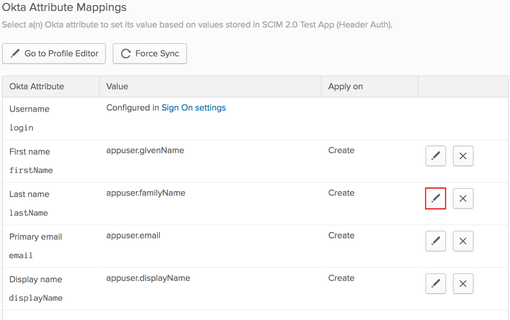 Okta Attribute Mappings
Select a(n) Okta attribute to set its value based on values stored in SCIM 2.0 Test App (Header Auth).
Go to Profile Editor Force Sync
Okta Attribute Value Apply on
Username Configured in Sign On settings
login
First name appuser.givenName Create
firstName
Last name appuser.familyName Create
lastName
Primary email appuser.email Create
email
Display name appuser.displayName Create
displayName